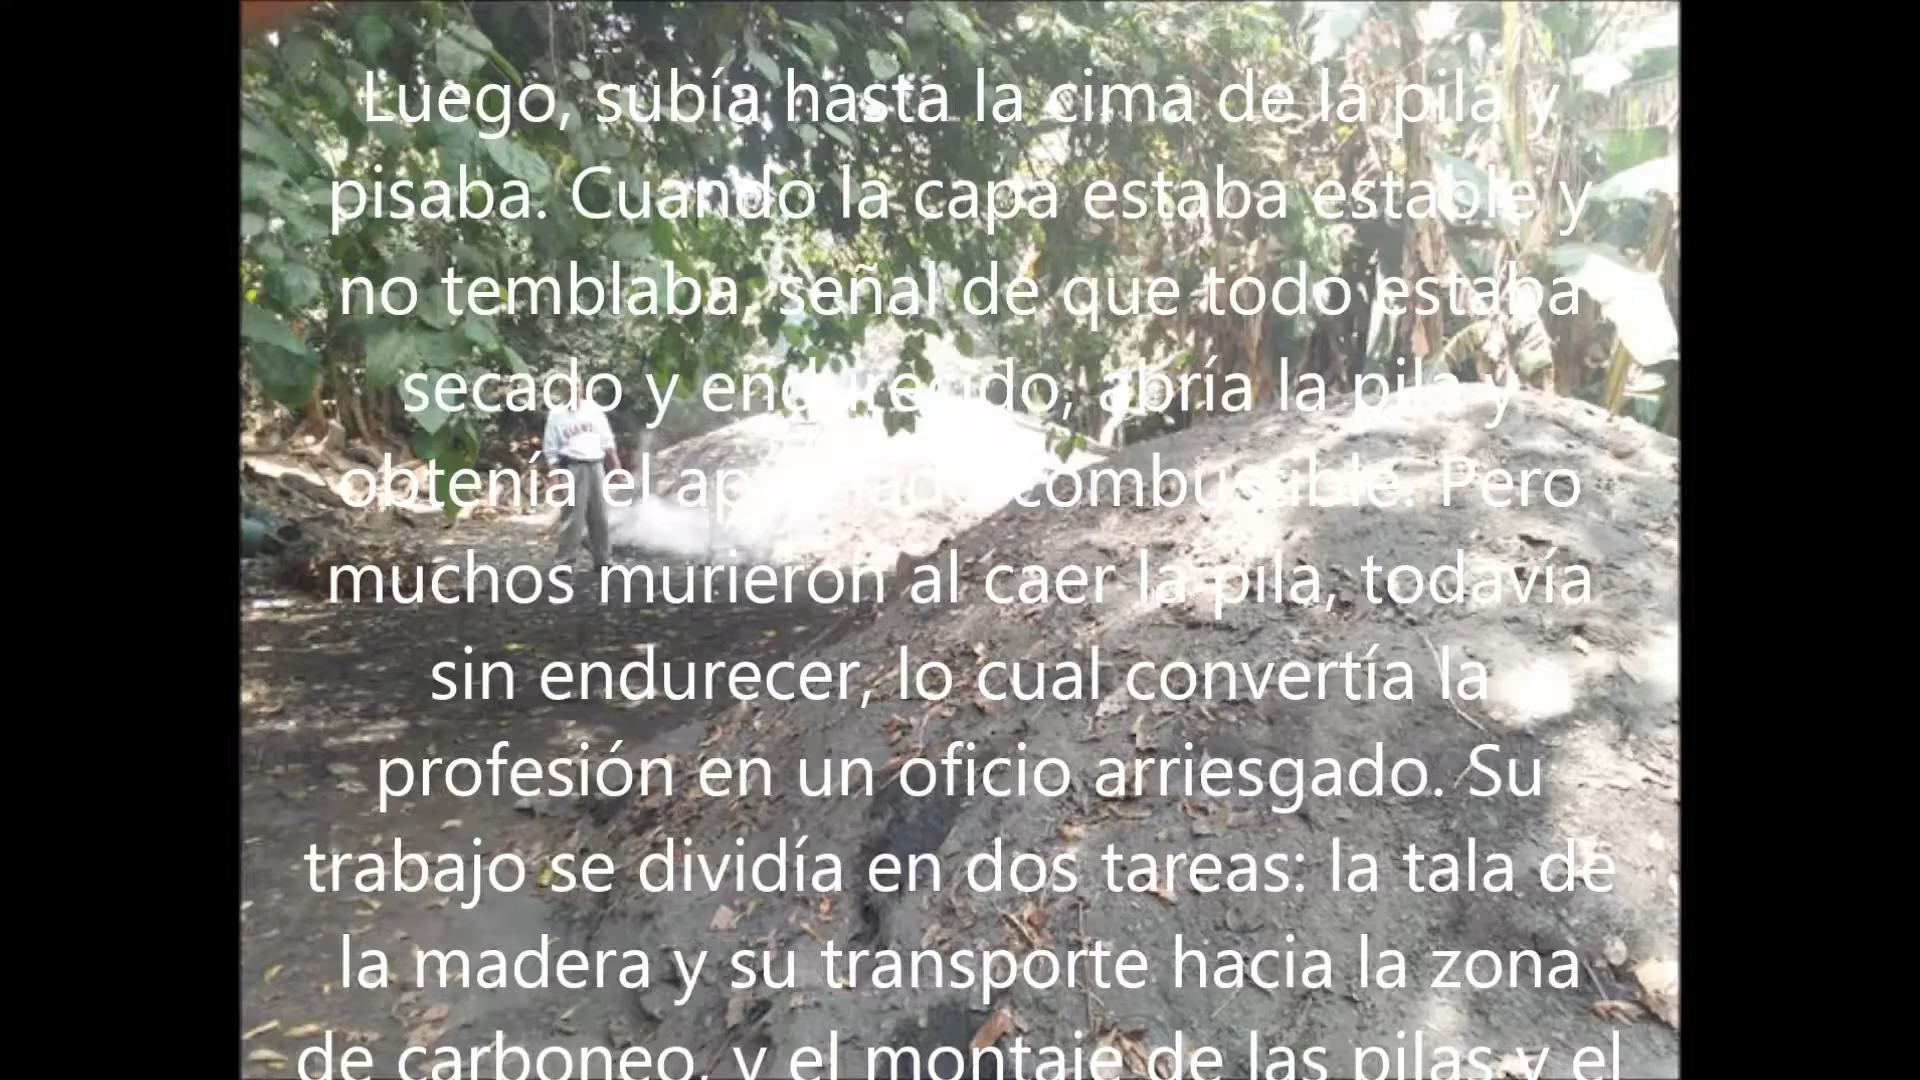 Luego, subía hasta la cima de la pila y
pisaba. Cuando la capa estaba estable y
no temblaba, señal de que todo estaba
secado y endurecido, abría la pila y
obtenía el apreciado combustible. Pero
muchos murieron al caer la pila, todavía
sin endurecer, lo cual convertía la
profesión en un oficio arriesgado. Su
trabajo se dividía en dos tareas: la tala de
la madera y su transporte hacia la zona
de carboneo, y el montaje de las pilas y el